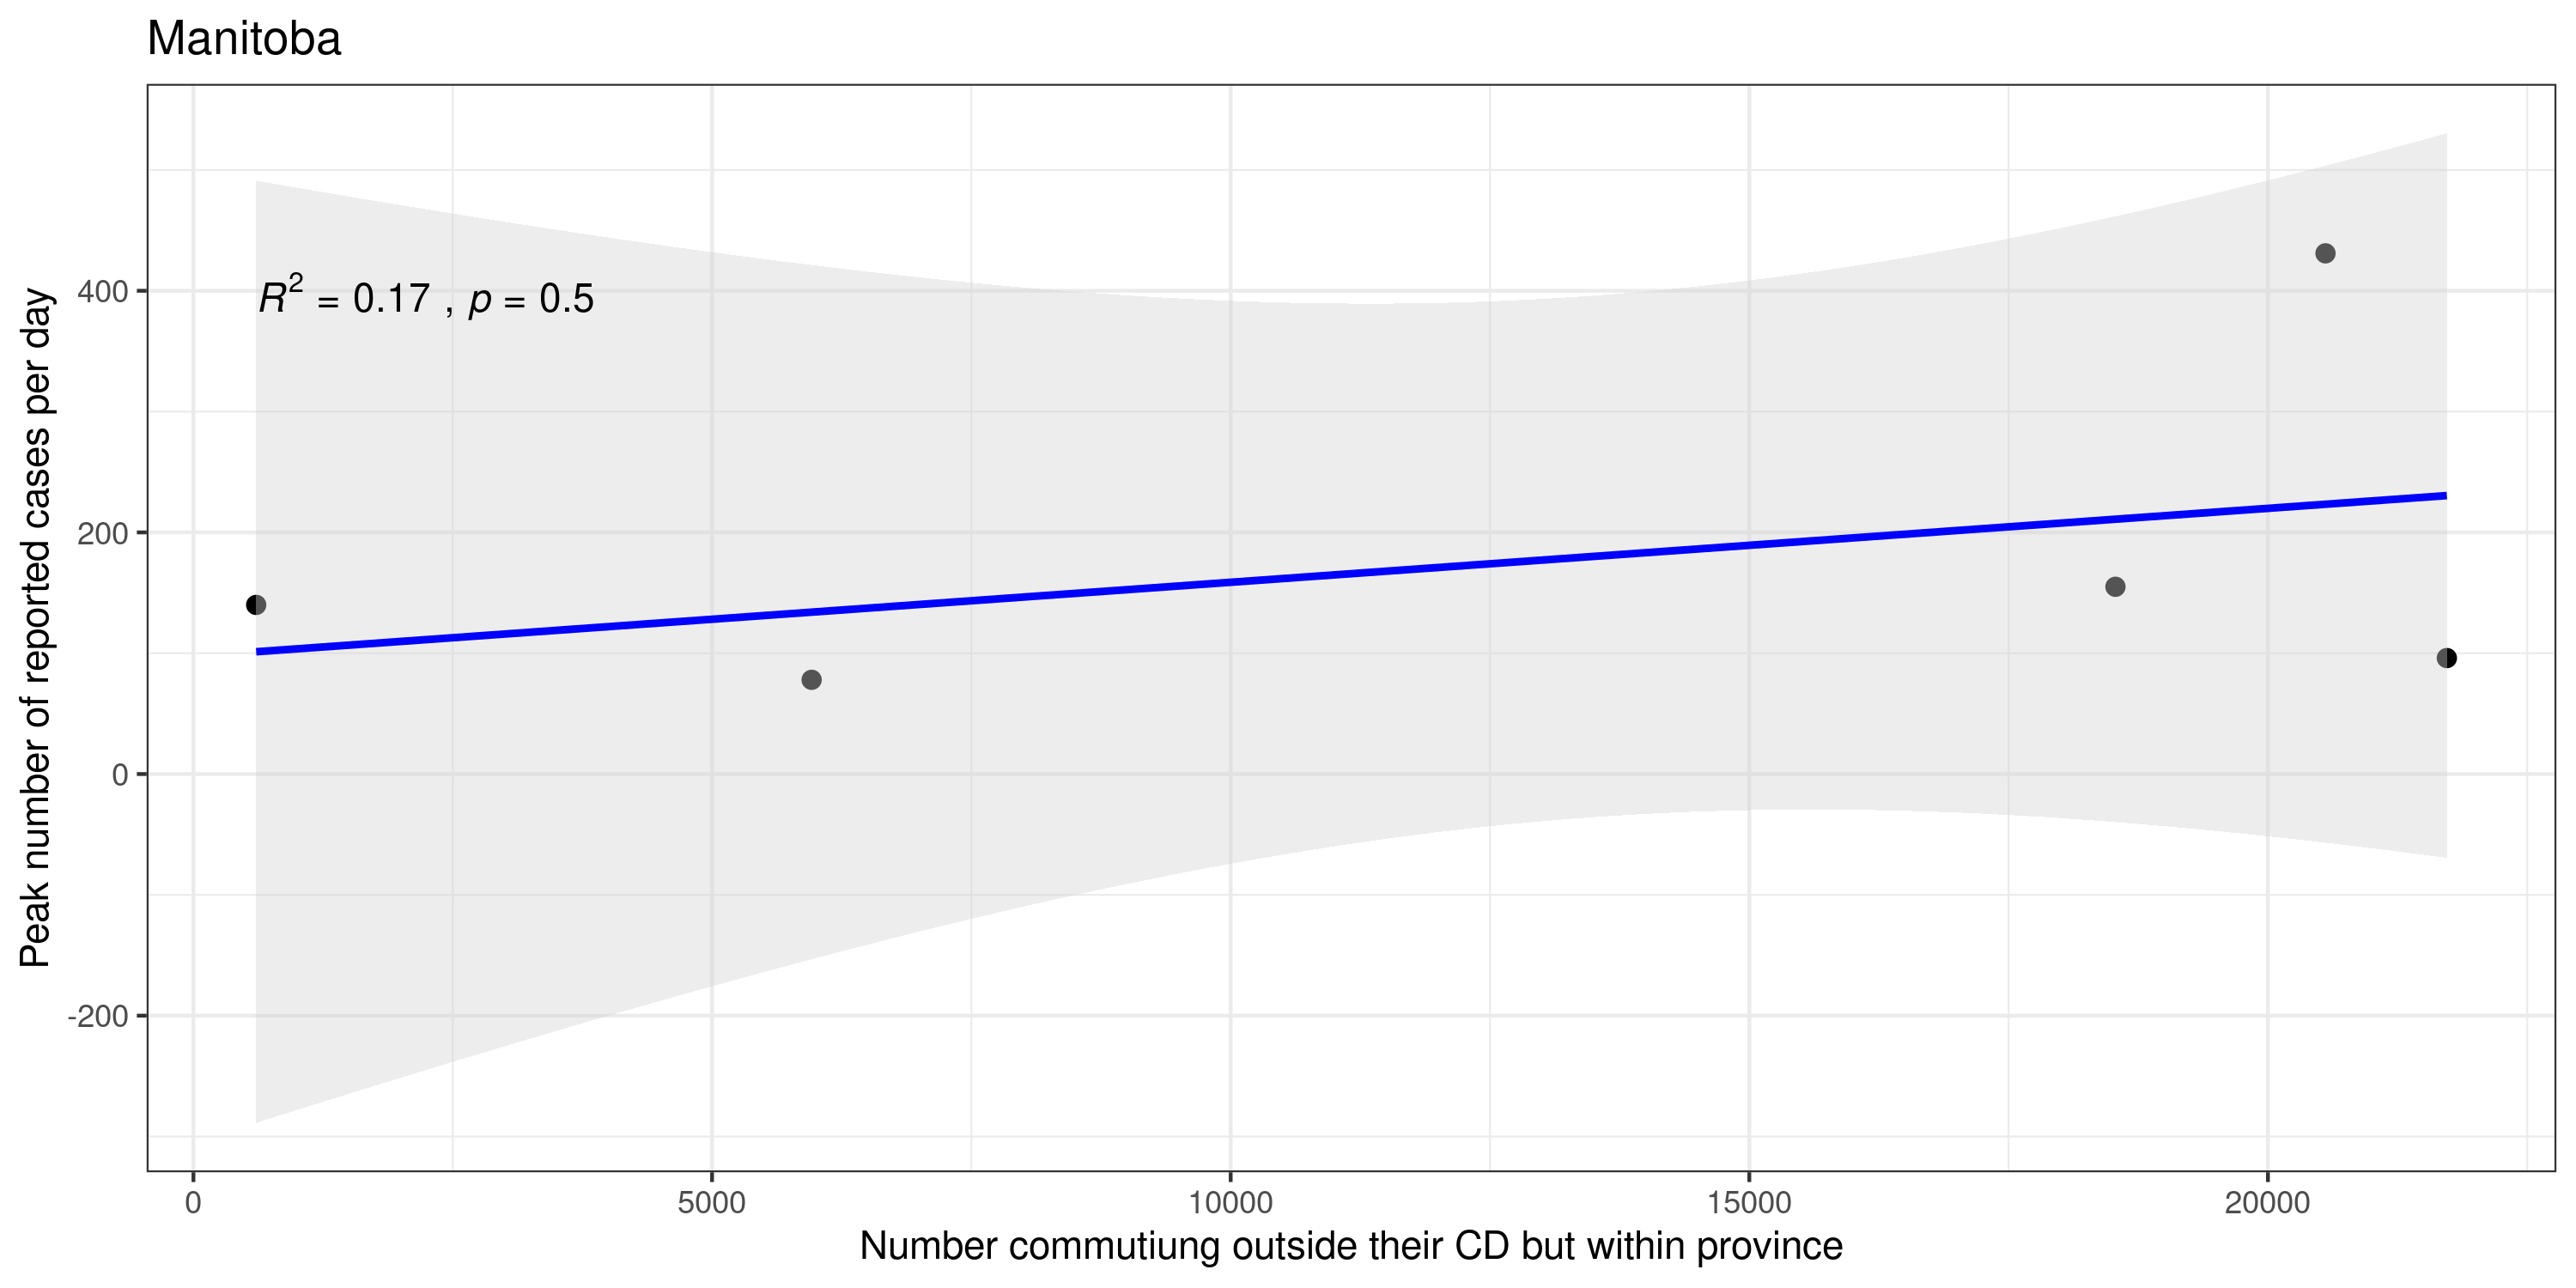 Manitoba
Peak number of reported cases per day
400
200
0
-200
R² = 0.17 , p = 0.5
0 5000 10000 15000 20000
Number commutiung outside their CD but within province